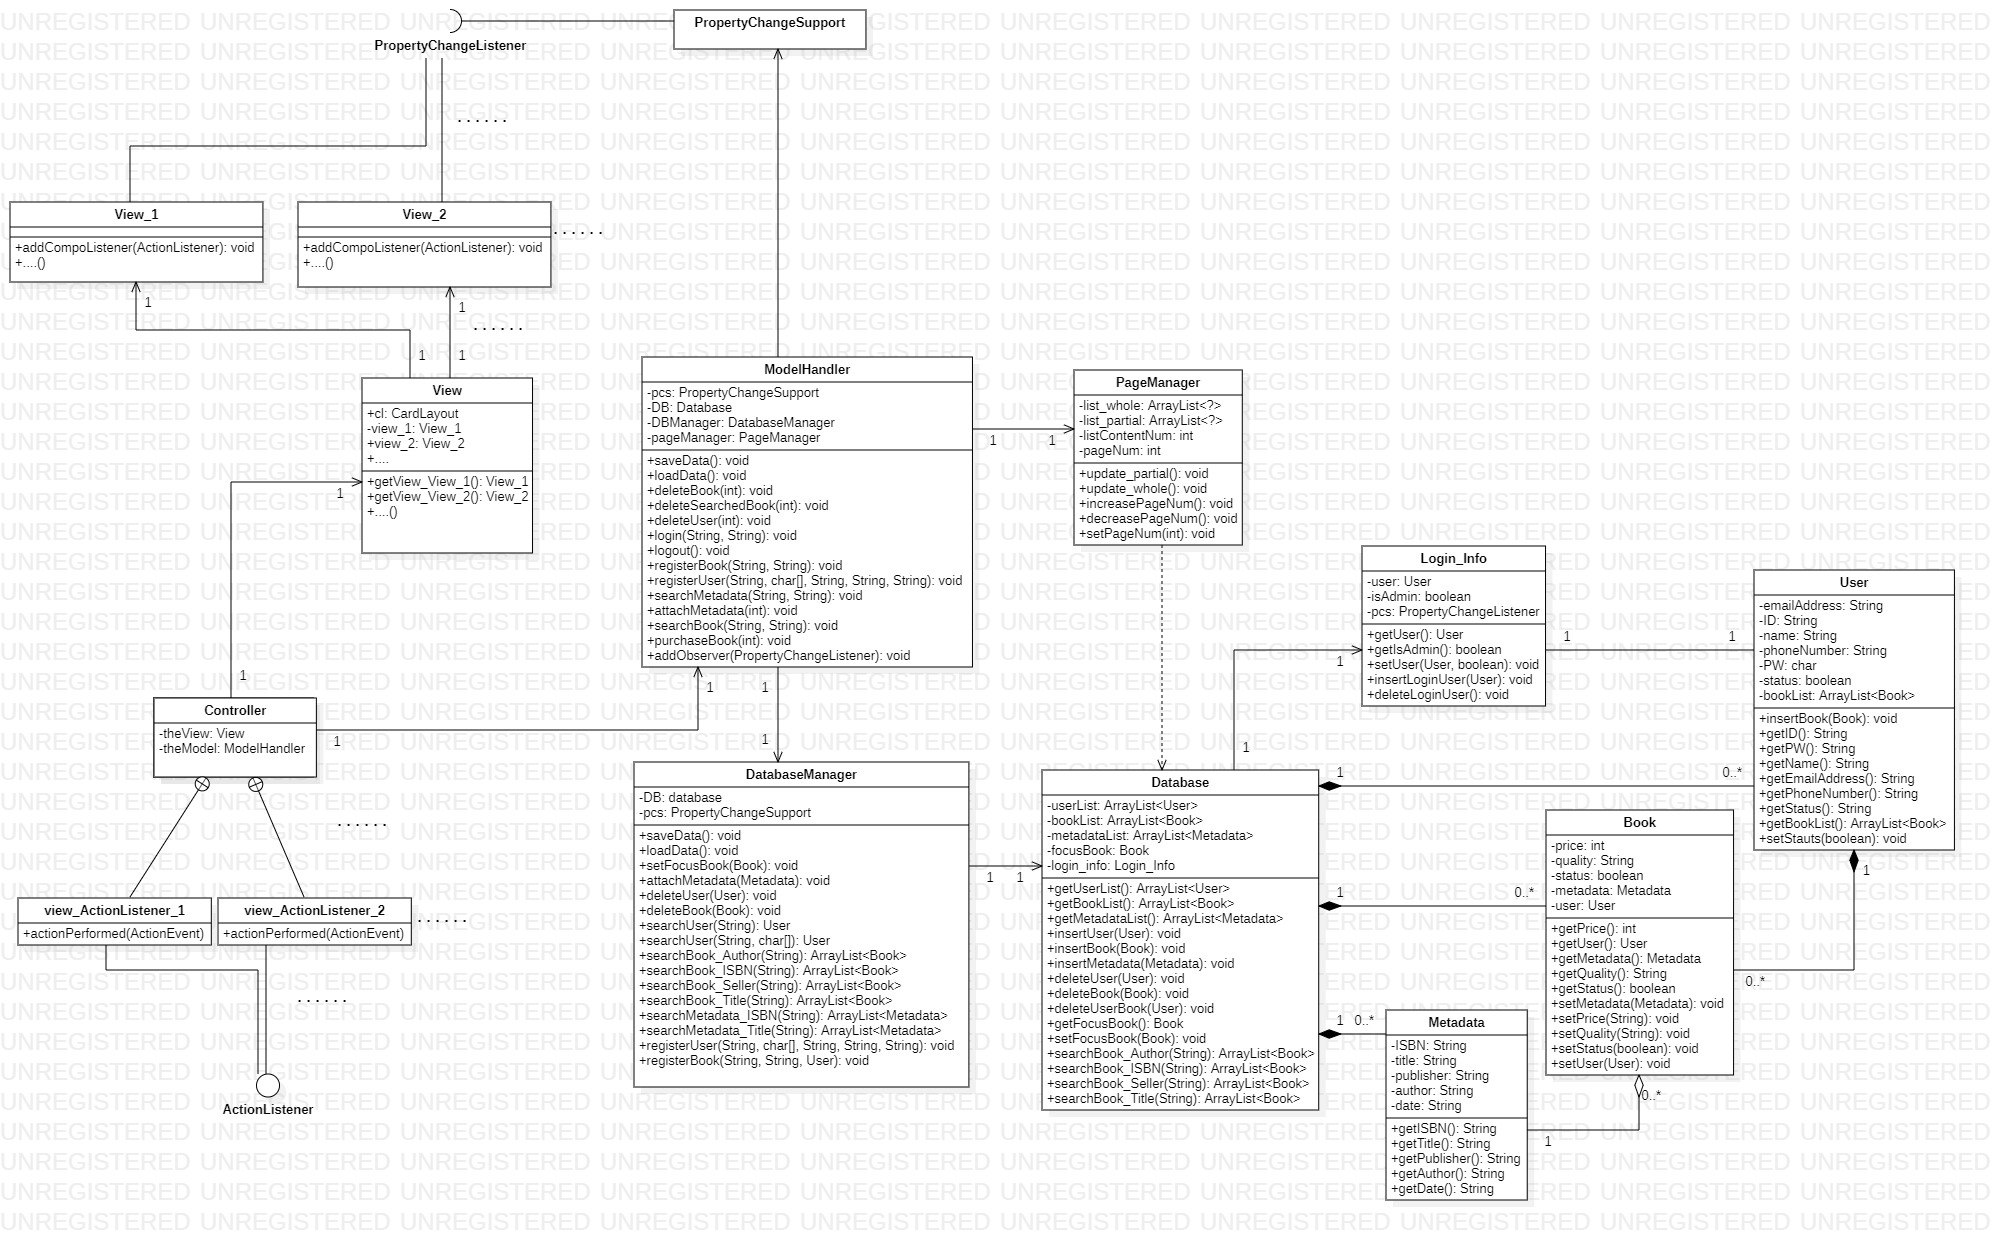 PropertyChangeSupport
PropertyChangeListener
......
View_1
+addCompoListener(ActionListener): void
+....()
View_2
+addCompoListener(ActionListener): void
+....()
......
1
1
......
1
1
View
+cl: CardLayout
-view_1: View_1
+view_2: View_2
+....
+getView_View_1(): View_1
+getView_View_2(): View_2
+....()
1
1
ModelHandler
-pcs: PropertyChangeSupport
-DB: Database
-DBManager: DatabaseManager
-pageManager: PageManager
+saveData(): void
+loadData(): void
+deleteBook(int): void
+deleteSearchedBook(int): void
+deleteUser(int): void
+login(String, String): void
+logout(): void
+registerBook(String, String): void
+registerUser(String, char[], String, String, String): void
+searchMetadata(String, String): void
+attachMetadata(int): void
+searchBook(String, String): void
+purchaseBook(int): void
+addObserver(PropertyChangeListener): void
1
1
PageManager
-list_whole: ArrayList<?>
-list_partial: ArrayList<?>
-listContentNum: int
-pageNum: int
+update_partial(): void
+update_whole(): void
+increasePageNum(): void
+decreasePageNum(): void
+setPageNum(int): void
Login_Info
-user: User
-isAdmin: boolean
-pcs: PropertyChangeListener
+getUser(): User
+getIsAdmin(): boolean
+setUser(User, boolean): void
+insertLoginUser(User): void
+deleteLoginUser(): void
1
1
1
1
User
-emailAddress: String
-ID: String
-name: String
-phoneNumber: String
-PW: char
-status: boolean
-bookList: ArrayList<Book>
+insertBook(Book): void
+getID(): String
+getPW(): String
+getName(): String
+getEmailAddress(): String
+getPhoneNumber(): String
+getStatus(): String
+getBookList(): ArrayList<Book>
+setStauts(boolean): void
Controller
-theView: View
-theModel: ModelHandler
1
1
1
1
......
view_ActionListener_1
+actionPerformed(ActionEvent)
view_ActionListener_2
+actionPerformed(ActionEvent)
......
......
ActionListener
DatabaseManager
-DB: database
-pcs: PropertyChangeSupport
+saveData(): void
+loadData(): void
+setFocusBook(Book): void
+attachMetadata(Metadata): void
+deleteUser(User): void
+deleteBook(Book): void
+searchUser(String): User
+searchUser(String, char[]): User
+searchBook_Author(String): ArrayList<Book>
+searchBook_ISBN(String): ArrayList<Book>
+searchBook_Seller(String): ArrayList<Book>
+searchBook_Title(String): ArrayList<Book>
+searchMetadata_ISBN(String): ArrayList<Metadata>
+searchMetadata_Title(String): ArrayList<Metadata>
+registerUser(String, char[], String, String, String): void
+registerBook(String, String, User): void
1
1
Database
-userList: ArrayList<User>
-bookList: ArrayList<Book>
-metadataList: ArrayList<Metadata>
-focusBook: Book
-login_info: Login_Info
+getUserList(): ArrayList<User>
+getBookList(): ArrayList<Book>
+getMetadataList(): ArrayList<Metadata>
+insertUser(User): void
+insertBook(Book): void
+insertMetadata(Metadata): void
+deleteUser(User): void
+deleteBook(Book): void
+deleteUserBook(User): void
+getFocusBook(): Book
+setFocusBook(Book): void
+searchBook_Author(String): ArrayList<Book>
+searchBook_ISBN(String): ArrayList<Book>
+searchBook_Seller(String): ArrayList<Book>
+searchBook_Title(String): ArrayList<Book>
1
0..*
1
0..*
1
0..*
Book
-price: int
-quality: String
-status: boolean
-metadata: Metadata
-user: User
+getPrice(): int
+getUser(): User
+getMetadata(): Metadata
+getQuality(): String
+getStatus(): boolean
+setMetadata(Metadata): void
+setPrice(String): void
+setQuality(String): void
+setStatus(boolean): void
+setUser(User): void
1
0..*
Metadata
-ISBN: String
-title: String
-publisher: String
-author: String
-date: String
+getISBN(): String
+getTitle(): String
+getPublisher(): String
+getAuthor(): String
+getDate(): String
0..*
1
UNREGISTERED